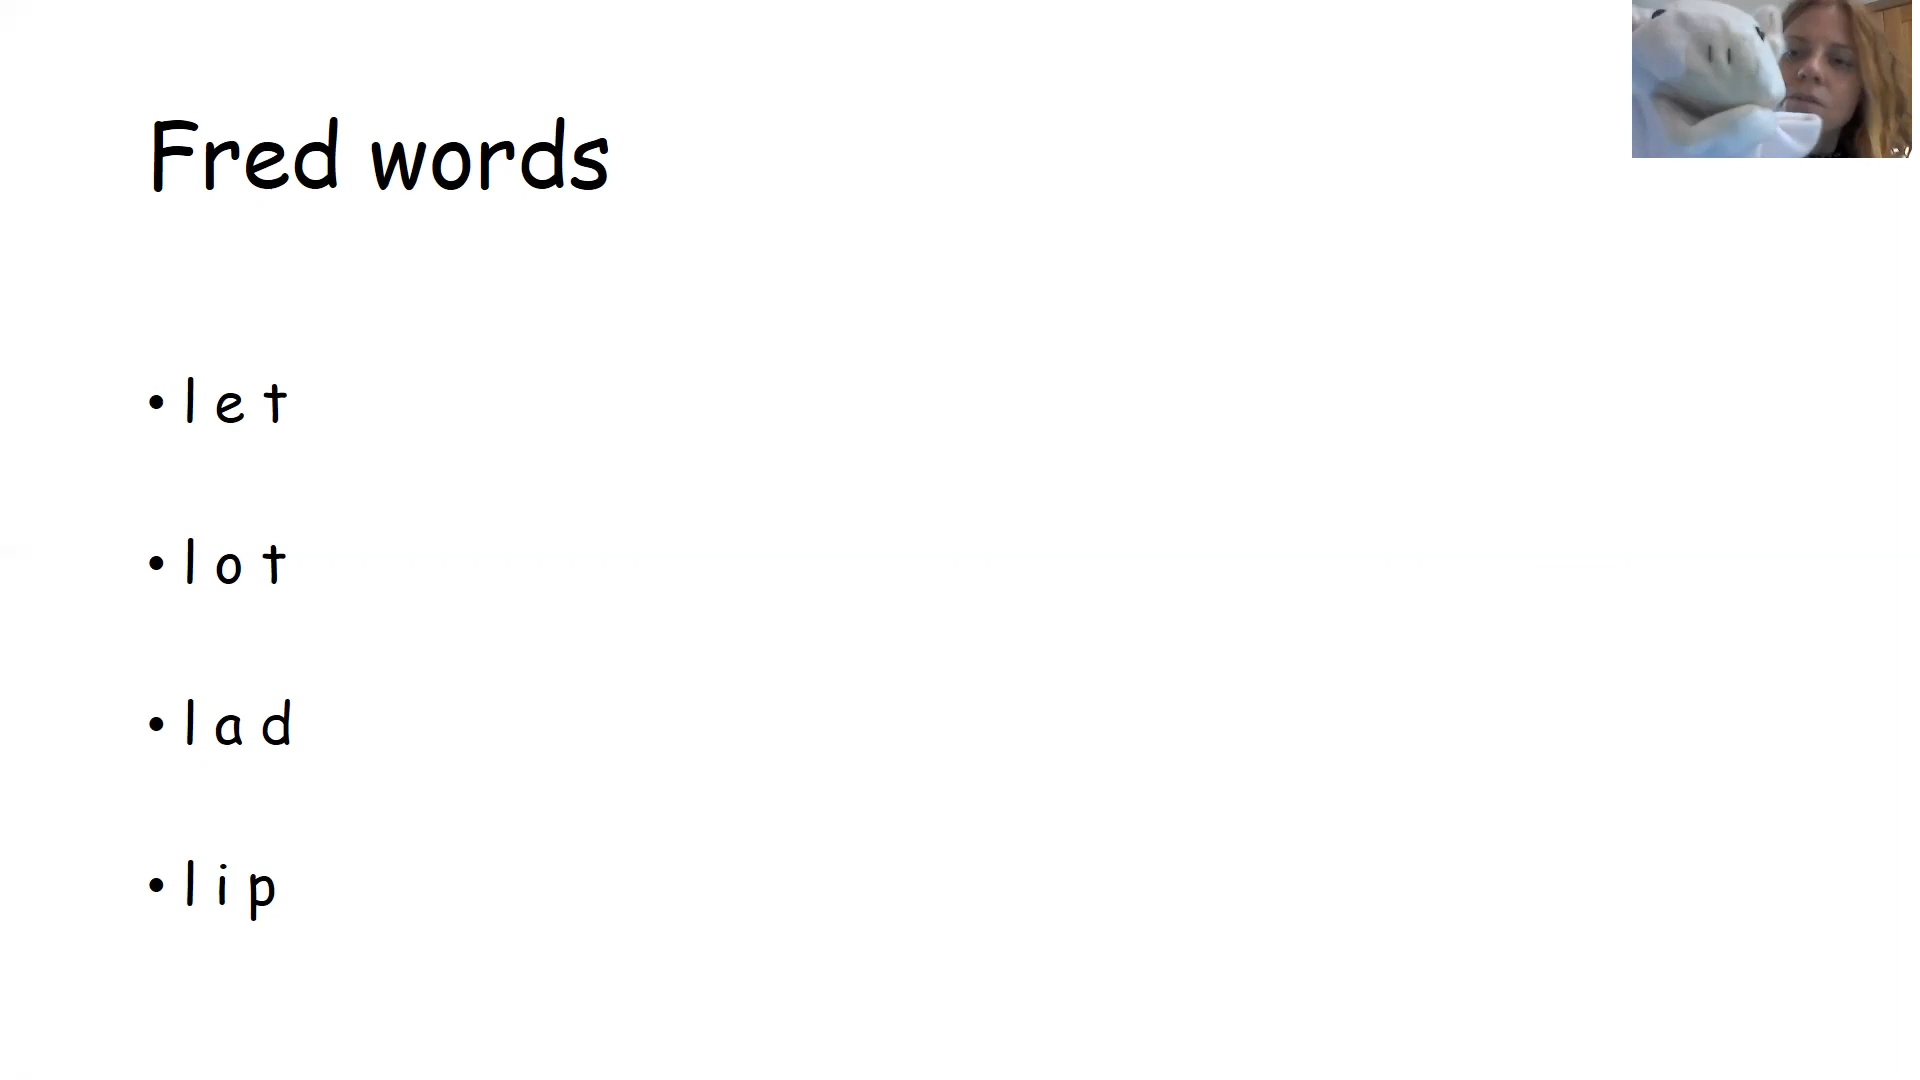 Fred words
• l e t
• l o t
• l a d
• l i p